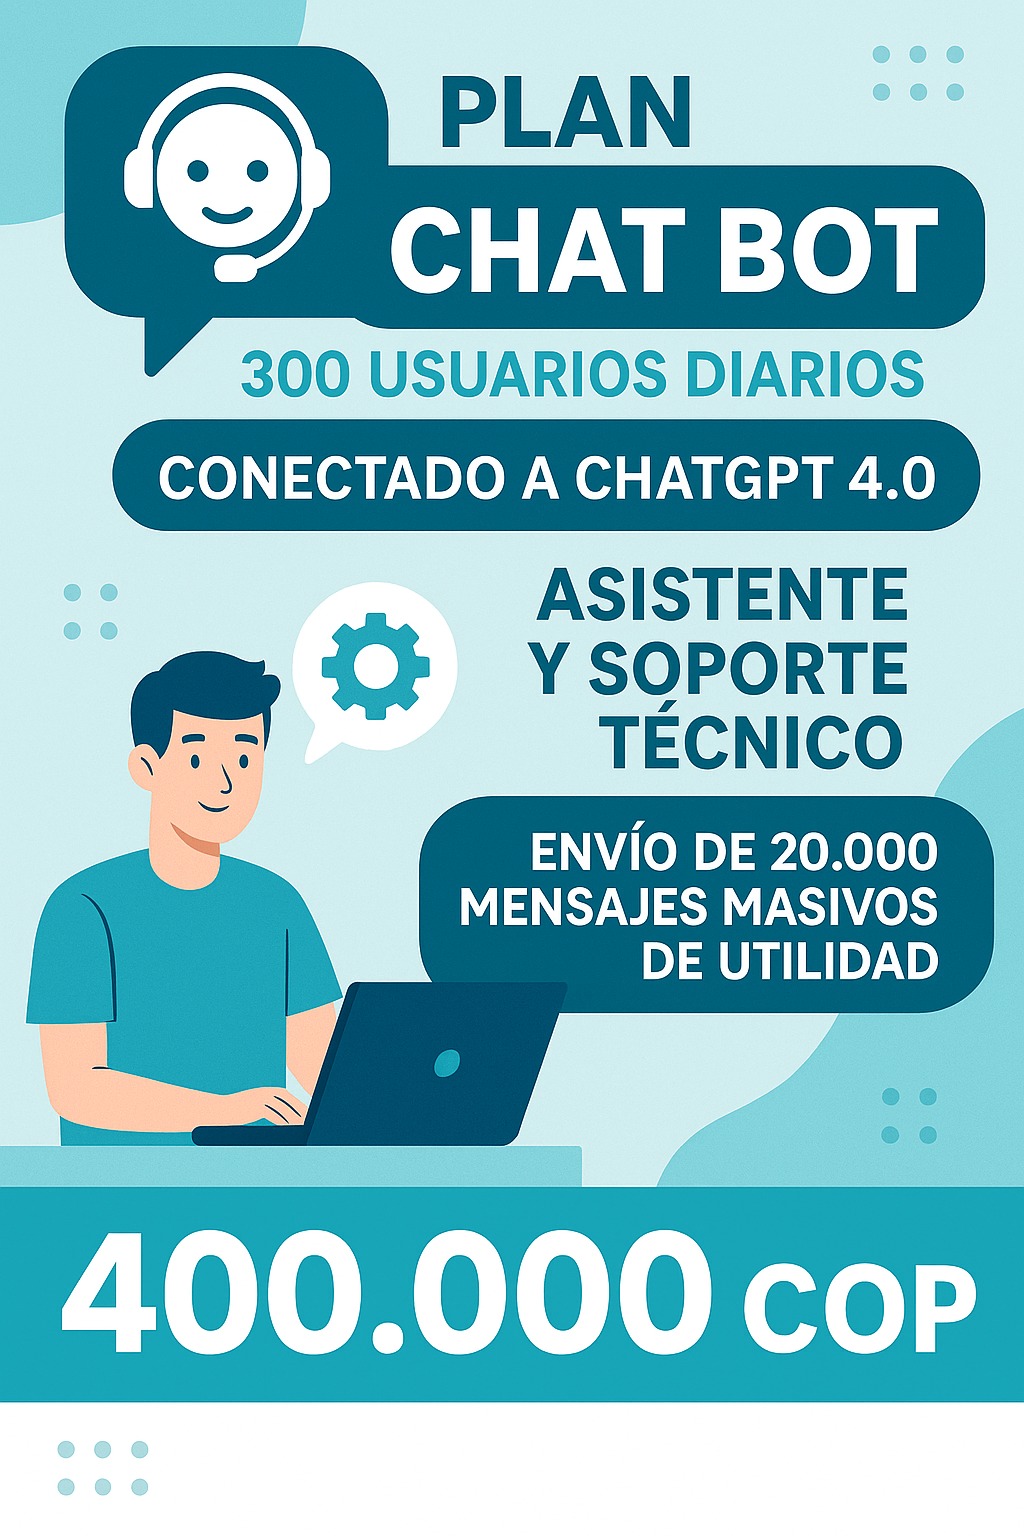 PLAN
CHAT BOT
300 USUARIOS DIARIOS
CONECTADO A CHATGPT 4.0
ASISTENTE
Y SOPORTE
TÉCNICO
ENVÍO DE 20.000
MENSAJES MASIVOS
DE UTILIDAD
400.000 COP